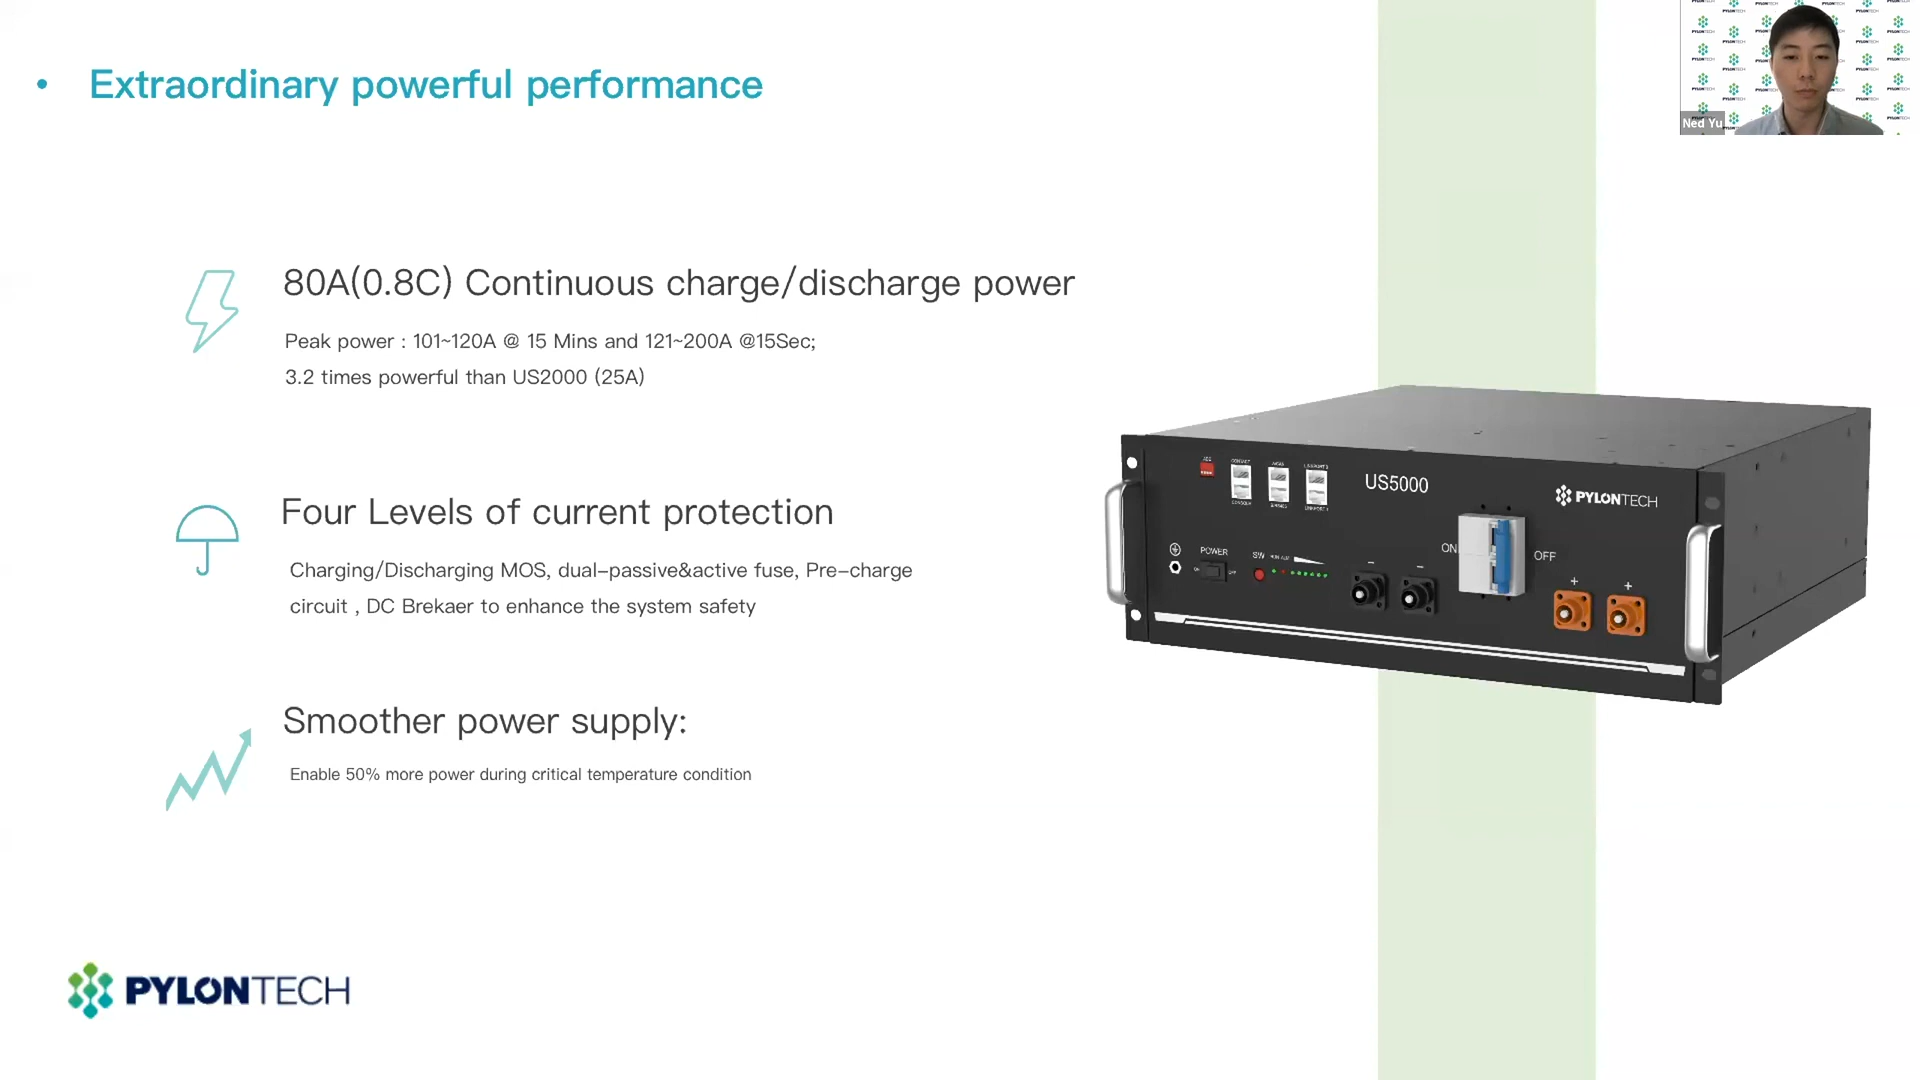 • Extraordinary powerful performance
Ned Yu
80A(0.8C) Continuous charge/discharge power
Peak power : 101~120A @ 15 Mins and 121~200A @15Sec;
3.2 times powerful than US2000 (25A)
Four Levels of current protection
Charging/Discharging MOS, dual-passive&active fuse, Pre-charge
circuit , DC Brekaer to enhance the system safety
Smoother power supply:
Enable 50% more power during critical temperature condition
US5000
PYLONTECH
ON
OFF
POWER
SW
PYLONTECH